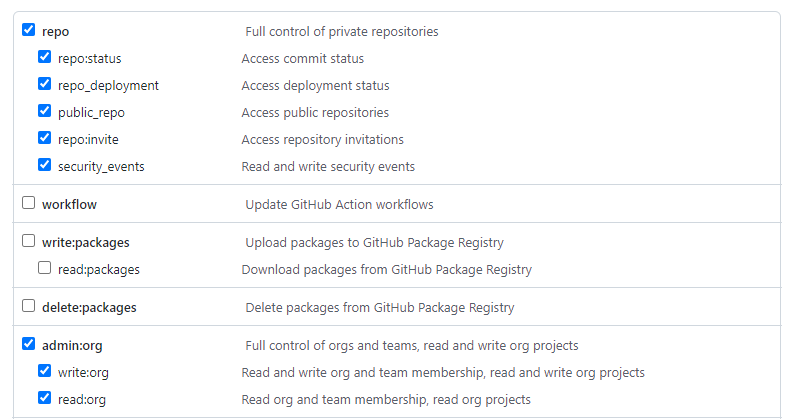 repo Full control of private repositories
repo:status Access commit status
repo_deployment Access deployment status
public_repo Access public repositories
repo:invite Access repository invitations
security_events Read and write security events
workflow Update GitHub Action workflows
write:packages Upload packages to GitHub Package Registry
read:packages Download packages from GitHub Package Registry
delete:packages Delete packages from GitHub Package Registry
admin:org Full control of orgs and teams, read and write org projects
write:org Read and write org and team membership, read and write org projects
read:org Read org and team membership, read org projects